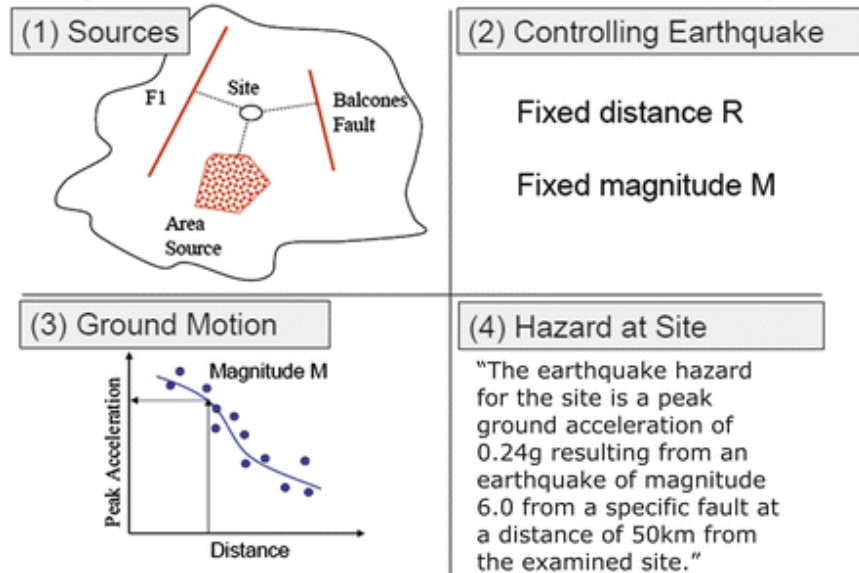 (1) Sources
F1
Site
Balcones
Fault
Area
Source
(2) Controlling Earthquake
Fixed distance R
Fixed magnitude M
(3) Ground Motion
Magnitude M
Peak Acceleration
Distance
(4) Hazard at Site
“The earthquake hazard
for the site is a peak
ground acceleration of
0.24g resulting from an
earthquake of magnitude
6.0 from a specific fault at
a distance of 50km from
the examined site.”